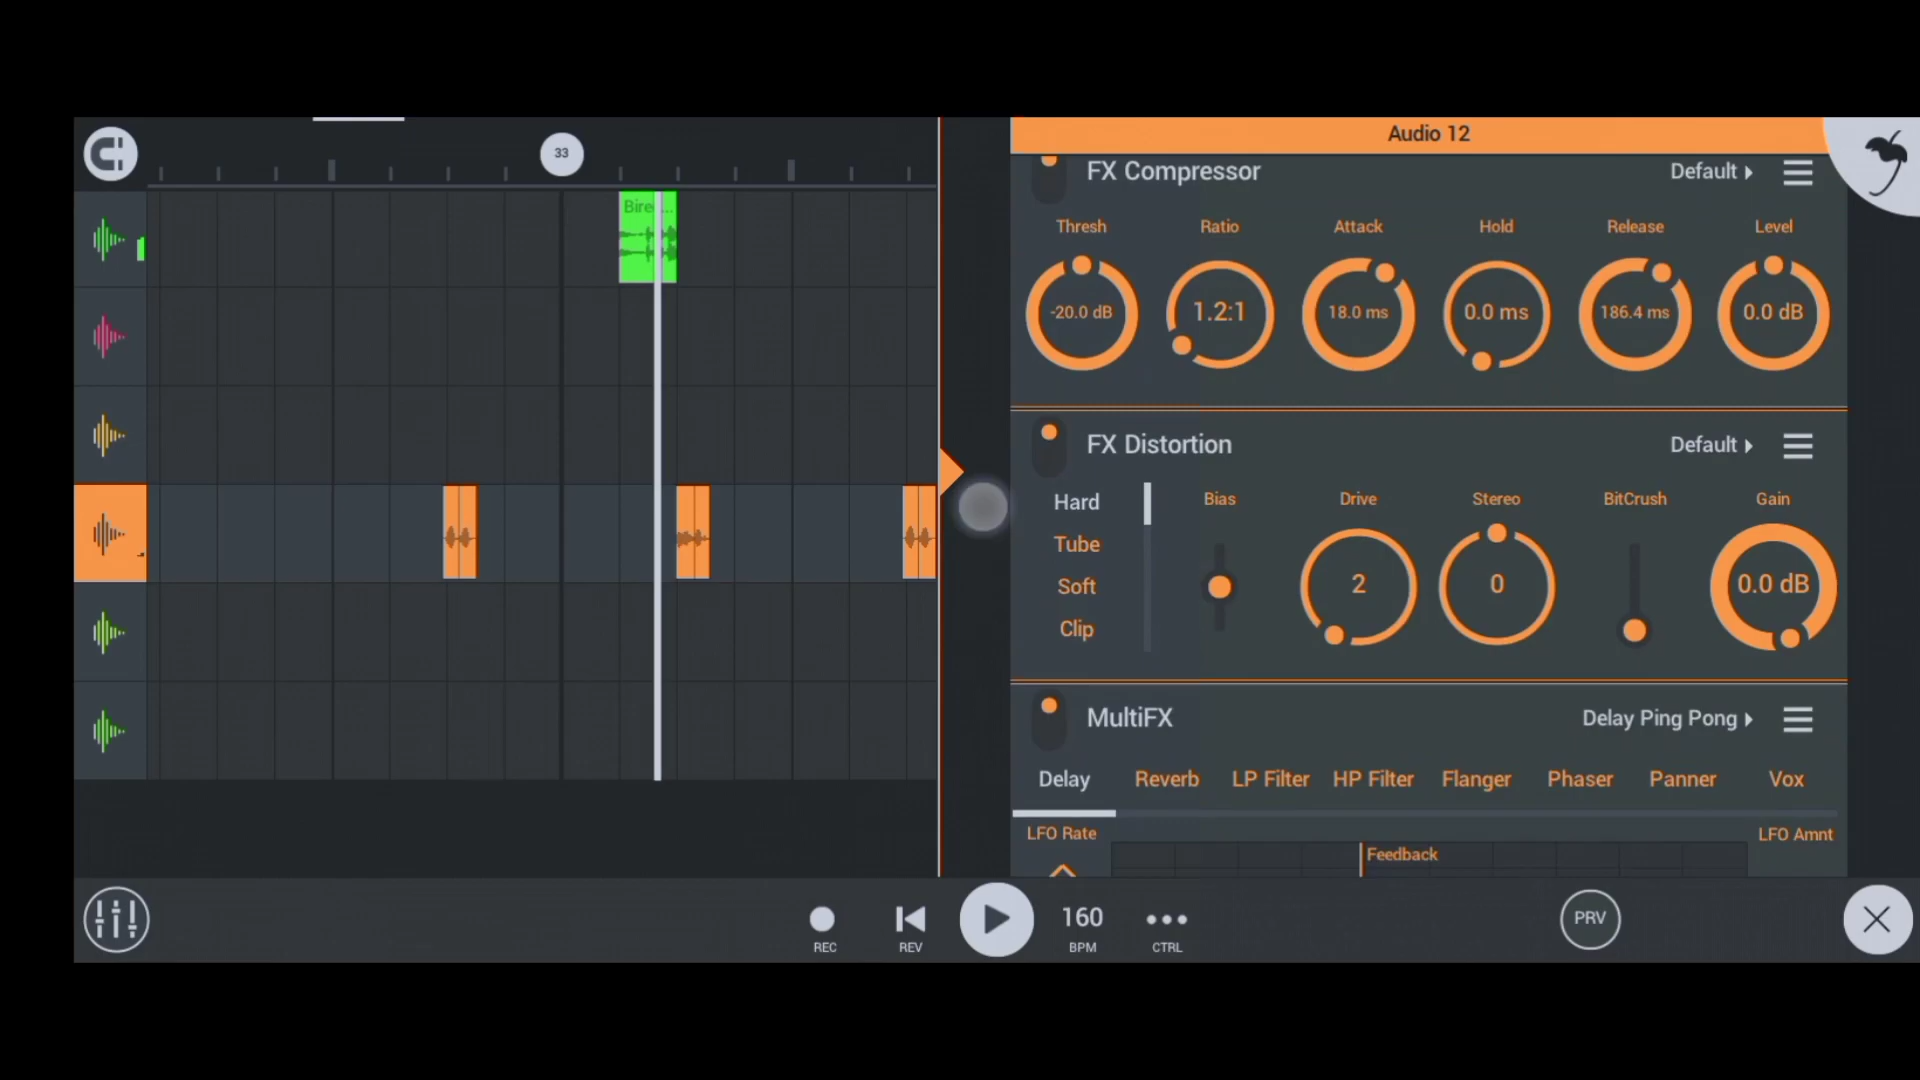 Audio 12
33
FX Compressor
Default
Thresh Ratio Attack Hold Release Level
-20.0 dB 1.2:1 18.0 ms 0.0 ms 186.4 ms 0.0 dB
Bire...
FX Distortion
Default
Hard
Tube
Soft
Clip
Bias Drive Stereo BitCrush Gain
2 0 0.0 dB
MultiFX
Delay Ping Pong
Delay Reverb LP Filter HP Filter Flanger Phaser Panner Vox
LFO Rate
Feedback
LFO Amnt
REC
REV
160
BPM
CTRL
PRV